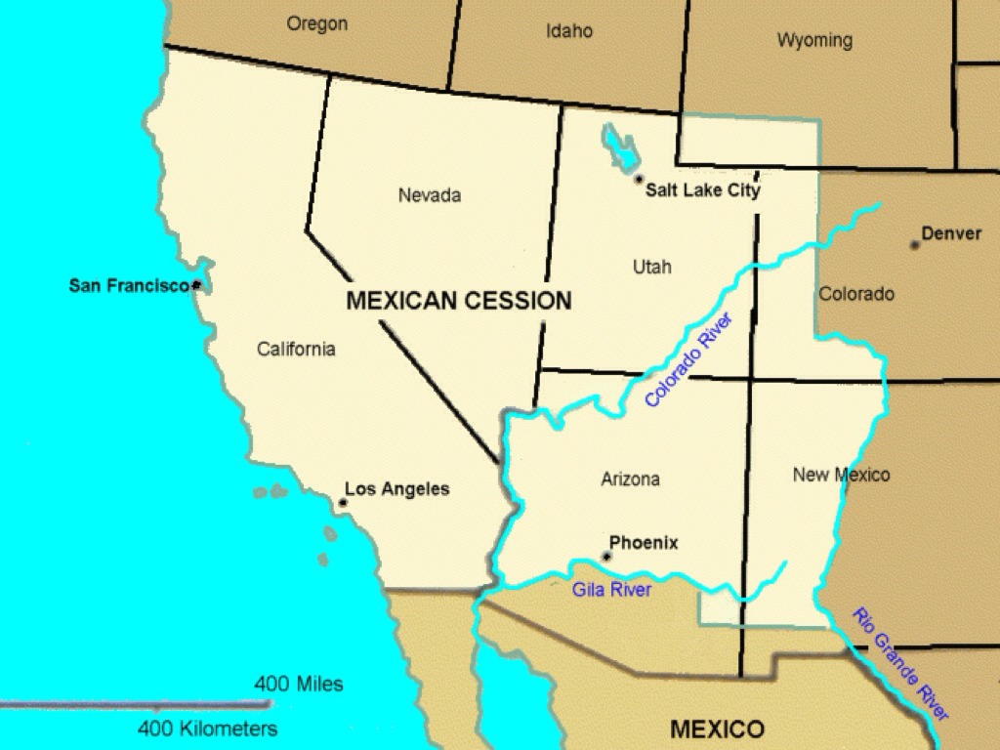 Oregon
Idaho
Wyoming
Nevada
Salt Lake City
Denver
Utah
San Francisco
MEXICAN CESSION
Colorado
California
Colorado River
Los Angeles
Arizona
New Mexico
Phoenix
Gila River
Rio Grande River
400 Miles
400 Kilometers
MEXICO